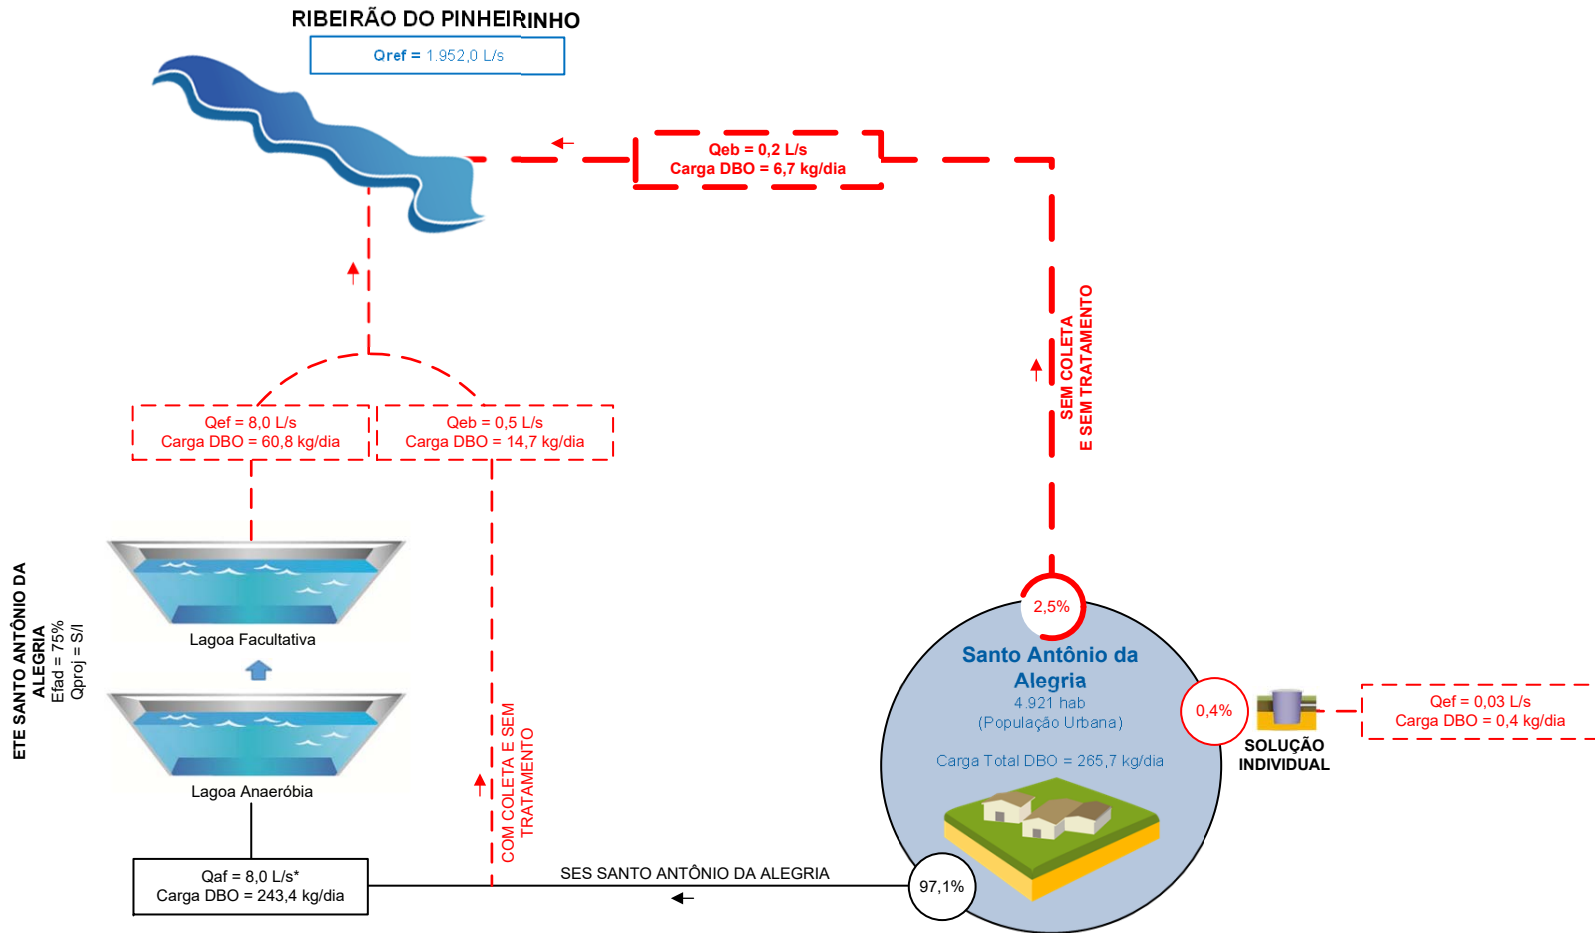 RIBEIRÃO DO PINHEIRINHO
Qref = 1.952,0 L/s
Qeb = 0,2 L/s
Carga DBO = 6,7 kg/dia
SEM COLETA
E SEM TRATAMENTO
Qef = 8,0 L/s
Carga DBO = 60,8 kg/dia
Qeb = 0,5 L/s
Carga DBO = 14,7 kg/dia
ETE SANTO ANTÔNIO DA
ALEGRIA
Efad = 75%
Qproj = S/I
Lagoa Facultativa
Lagoa Anaeróbia
COM COLETA E SEM
TRATAMENTO
Qaf = 8,0 L/s*
Carga DBO = 243,4 kg/dia
SES SANTO ANTÔNIO DA ALEGRIA
97,1%
2,5%
Santo Antônio da
Alegria
4.921 hab
(População Urbana)
Carga Total DBO = 265,7 kg/dia
0,4%
SOLUÇÃO
INDIVIDUAL
Qef = 0,03 L/s
Carga DBO = 0,4 kg/dia